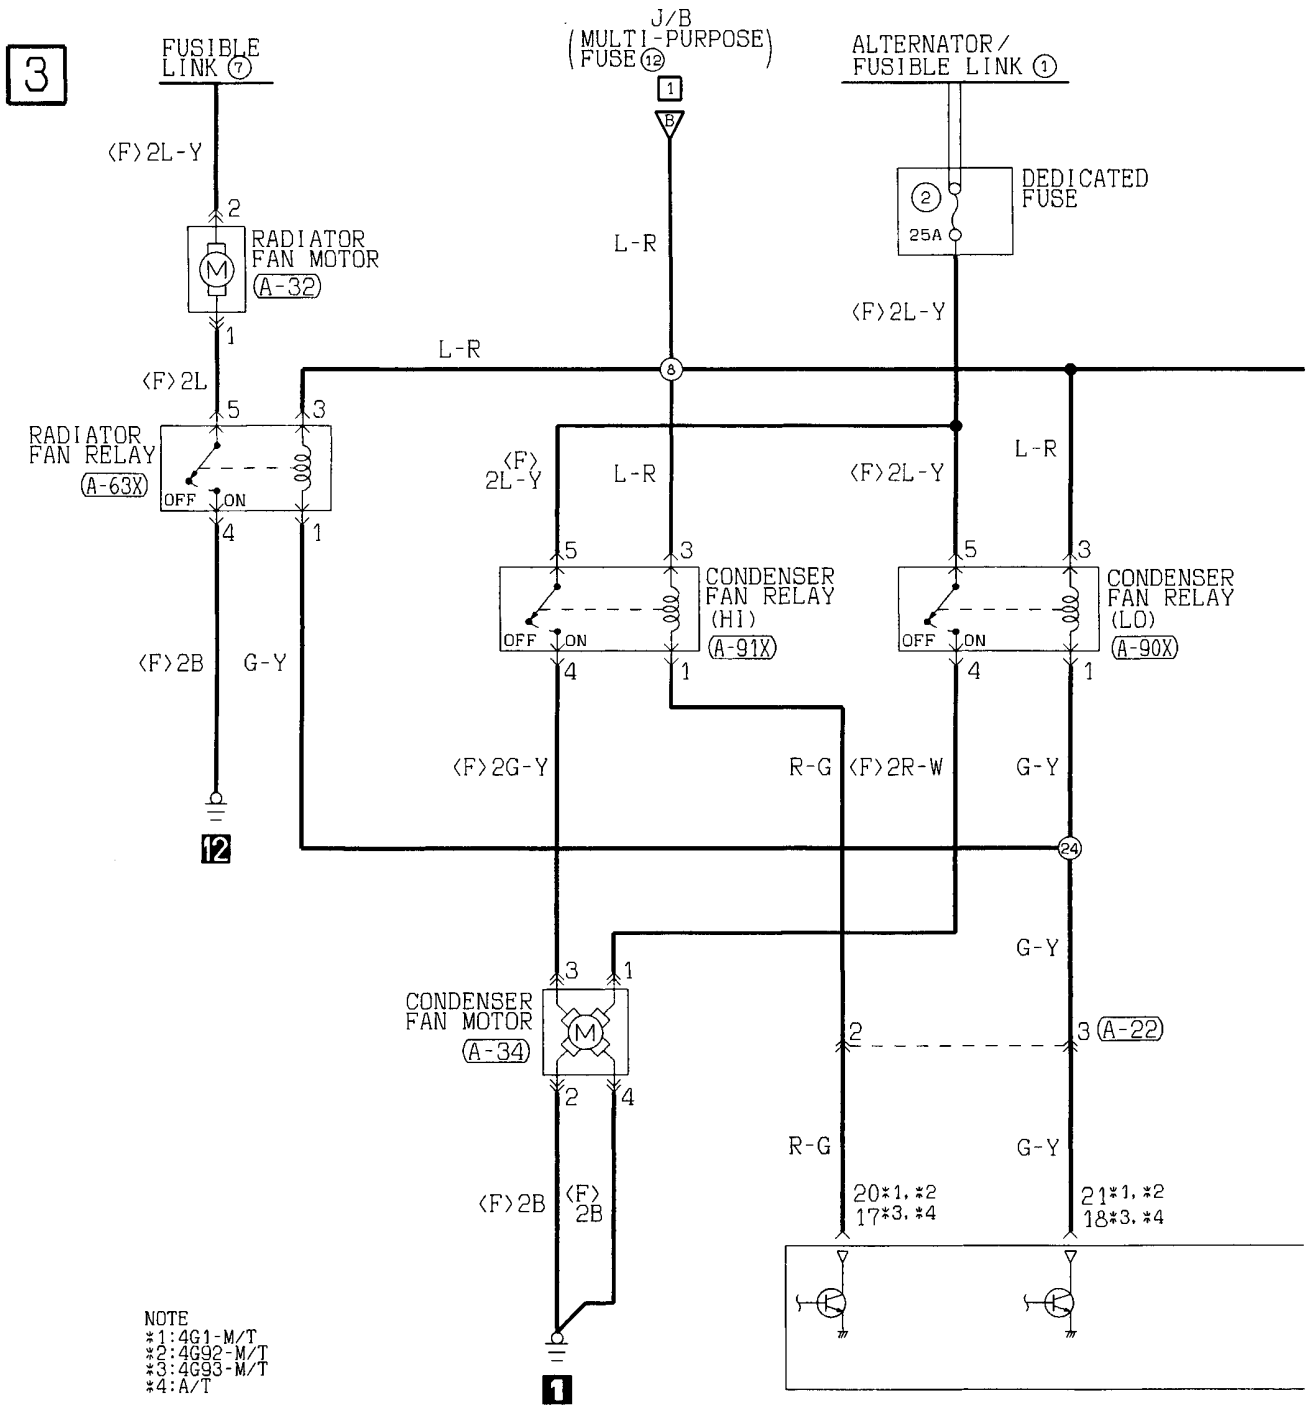 3
FUSIBLE
LINK ⑦
J/B
(MULTI-PURPOSE)
FUSE⑫
1
B
ALTERNATOR/
FUSIBLE LINK ①
<F>2L-Y
②
25A
DEDICATED
FUSE
2
RADIATOR
FAN MOTOR
A-32
M
1
L-R
<F>2L-Y
L-R
8
<F>2L
5
3
RADIATOR
FAN RELAY
A-63X
OFF
ON
4
1
<F>
2L-Y
L-R
<F>2L-Y
L-R
5
3
CONDENSER
FAN RELAY
(HI)
A-91X
OFF
ON
4
1
5
3
CONDENSER
FAN RELAY
(LO)
A-90X
OFF
ON
4
1
<F>2B
G-Y
<F>2G-Y
R-G
<F>2R-W
G-Y
12
24
G-Y
3
1
CONDENSER
FAN MOTOR
A-34
M
2
4
2
3
A-22
R-G
G-Y
<F>2B
<F>
2B
20*1,*2
17*3,*4
21*1,*2
18*3,*4
1
NOTE
*1:4G1-M/T
*2:4G92-M/T
*3:4G93-M/T
*4:A/T